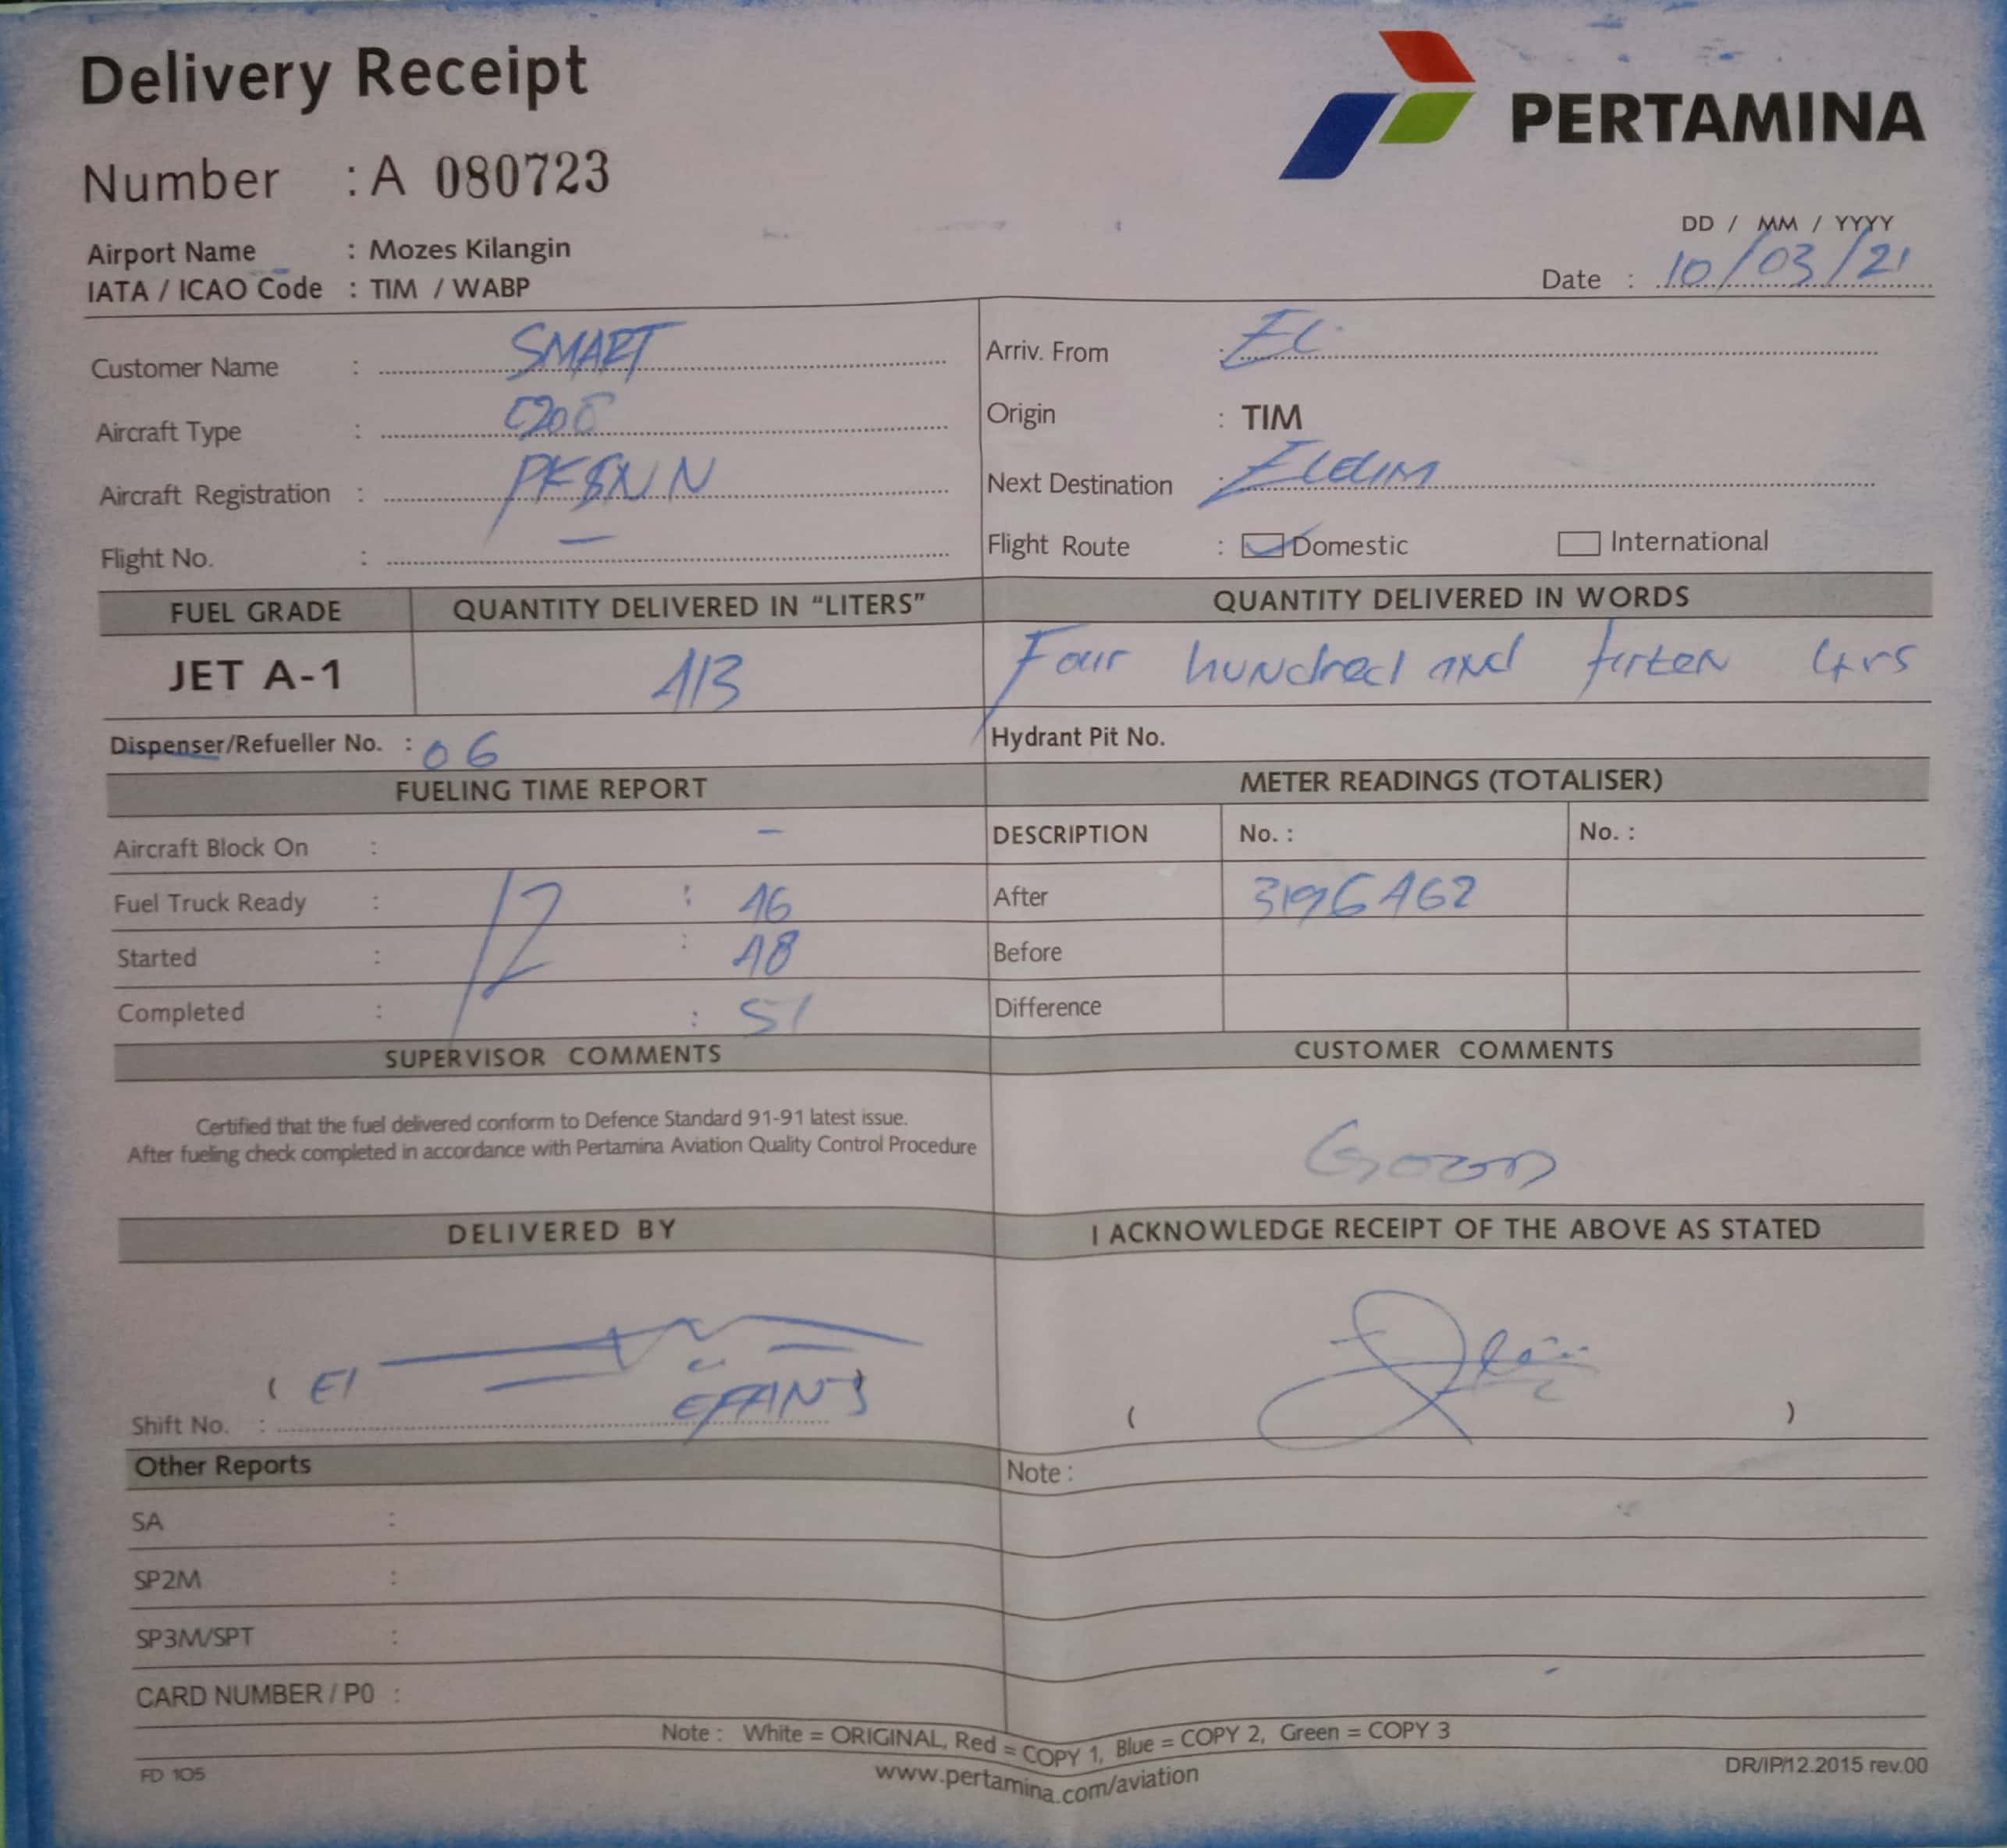 Delivery Receipt
PERTAMINA
Number : A 080723
DD / MM / YYYY
Airport Name : Mozes Kilangin
Date : 10/03/21
IATA / ICAO Code : TIM / WABP
Customer Name : SMART
Arriv. From :
Aircraft Type : C208
Origin : TIM
Aircraft Registration : PKSNN
Next Destination :
Flight No. : –
Flight Route : Domestic International
FUEL GRADE QUANTITY DELIVERED IN “LITERS” QUANTITY DELIVERED IN WORDS
JET A-1 413 Four hundred and Ltrs
Dispenser/Refueller No. : 06
Hydrant Pit No.
FUELING TIME REPORT METER READINGS (TOTALISER)
Aircraft Block On : –
DESCRIPTION No. : No. :
Fuel Truck Ready : 12 : 46
After 3196462
Started : : 48
Before
Completed : : 51
Difference
SUPERVISOR COMMENTS CUSTOMER COMMENTS
Certified that the fuel delivered conform to Defence Standard 91-91 latest issue.
After fueling check completed in accordance with Pertamina Aviation Quality Control Procedure
Good
DELIVERED BY I ACKNOWLEDGE RECEIPT OF THE ABOVE AS STATED
( )
Shift No. : ( )
Other Reports Note :
SA :
SP2M :
SP3M/SPT :
CARD NUMBER / PO :
Note : White = ORIGINAL, Red = COPY 1, Blue = COPY 2, Green = COPY 3
FD 105 www.pertamina.com/aviation DR/IP/12.2015 rev.00